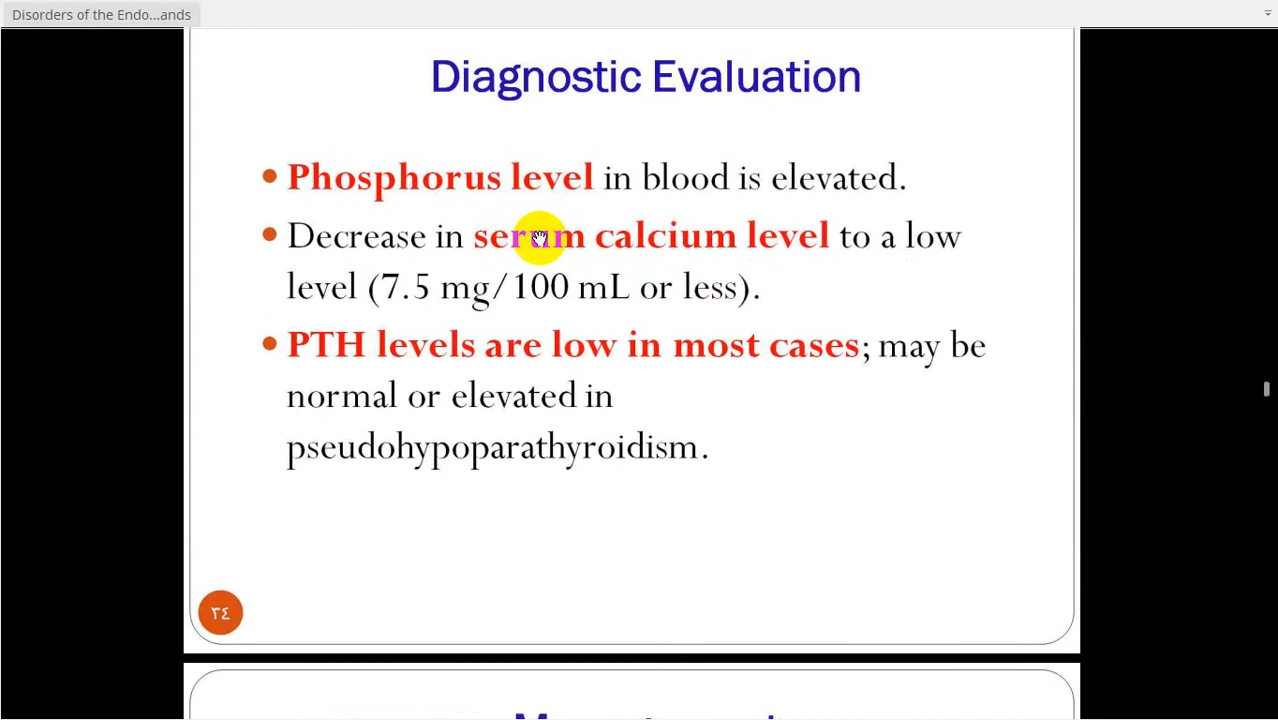 Disorders of the Endo...ands
Diagnostic Evaluation
• Phosphorus level in blood is elevated.
• Decrease in serum calcium level to a low
level (7.5 mg/100 mL or less).
• PTH levels are low in most cases; may be
normal or elevated in
pseudohypoparathyroidism.
٣٤